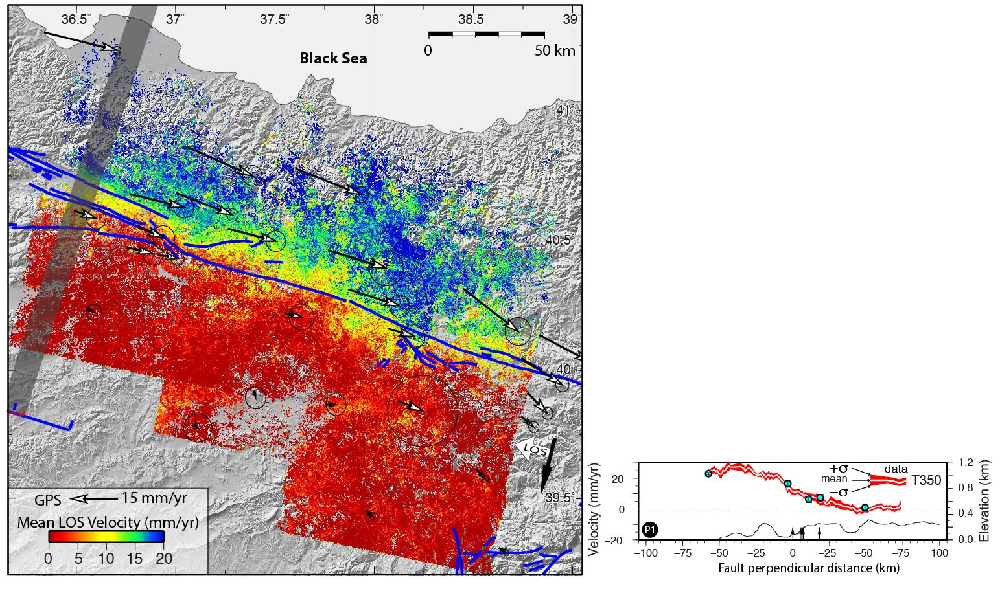 36.5° 37° 37.5° 38° 38.5° 39°
0 50 km
Black Sea
41°
40.5°
40°
39.5°
LOS
GPS 15 mm/yr
Mean LOS Velocity (mm/yr)
0 5 10 15 20
Velocity (mm/yr)
20
0
−20
+σ data
mean T350
−σ
P1
1.2
0.8
0.4
0.0
Elevation (km)
−100 −75 −50 −25 0 −25 −50 −75 100
Fault perpendicular distance (km)